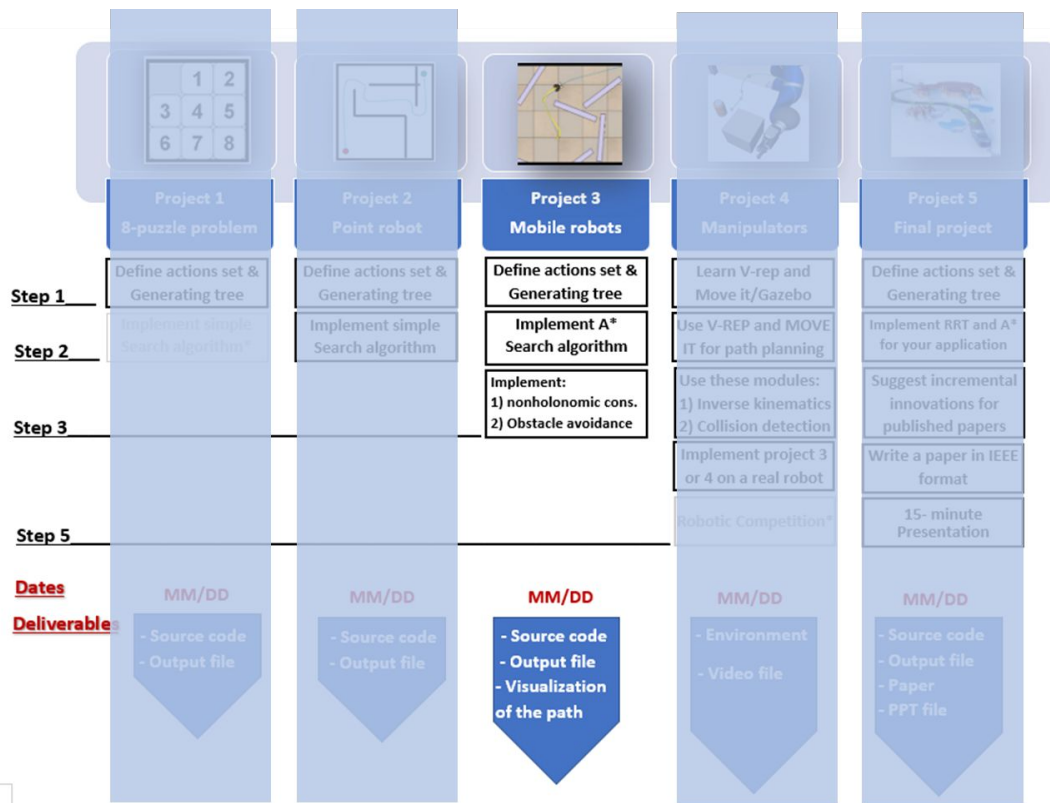 1 2
3 4 5
6 7 8
Project 1
8-puzzle problem
Project 2
Point robot
Project 3
Mobile robots
Project 4
Manipulators
Project 5
Final project
Step 1
Define actions set &
Generating tree
Define actions set &
Generating tree
Define actions set &
Generating tree
Learn V-rep and
Move it/Gazebo
Define actions set &
Generating tree
Step 2
Implement simple
Search algorithm*
Implement simple
Search algorithm
Implement A*
Search algorithm
Use V-REP and MOVE
IT for path planning
Implement RRT and A*
for your application
Step 3
Implement:
1) nonholonomic cons.
2) Obstacle avoidance
Use these modules:
1) Inverse kinematics
2) Collision detection
Suggest incremental
innovations for
published papers
Implement project 3
or 4 on a real robot
Write a paper in IEEE
format
Step 5
Robotic Competition*
15- minute
Presentation
Dates
MM/DD
MM/DD
MM/DD
MM/DD
MM/DD
Deliverables
- Source code
- Output file
- Source code
- Output file
- Source code
- Output file
- Visualization
of the path
- Environment
- Video file
- Source code
- Output file
- Paper
- PPT file